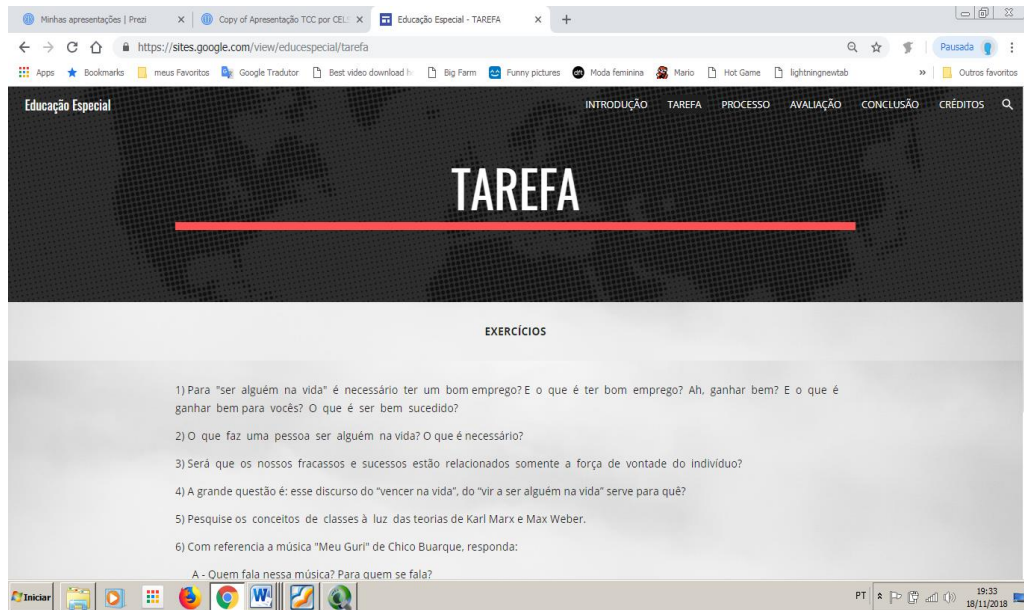 Minhas apresentações | Prezi
Copy of Apresentação TCC por CELS
Educação Especial - TAREFA
https://sites.google.com/view/educespecial/tarefa
Pausada
Apps
Bookmarks
meus Favoritos
Google Tradutor
Best video download h
Big Farm
Funny pictures
Moda feminina
Mario
Hot Game
lightningnewtab
»
Outros favoritos
Educação Especial
INTRODUÇÃO TAREFA PROCESSO AVALIAÇÃO CONCLUSÃO CRÉDITOS
TAREFA
EXERCÍCIOS
1) Para "ser alguém na vida" é necessário ter um bom emprego? E o que é ter bom emprego? Ah, ganhar bem? E o que é
ganhar bem para vocês? O que é ser bem sucedido?
2) O que faz uma pessoa ser alguém na vida? O que é necessário?
3) Será que os nossos fracassos e sucessos estão relacionados somente a força de vontade do indivíduo?
4) A grande questão é: esse discurso do “vencer na vida”, do “vir a ser alguém na vida” serve para quê?
5) Pesquise os conceitos de classes à luz das teorias de Karl Marx e Max Weber.
6) Com referencia a música "Meu Guri" de Chico Buarque, responda:
A - Quem fala nessa música? Para quem se fala?
Iniciar
PT
19:33
18/11/2018